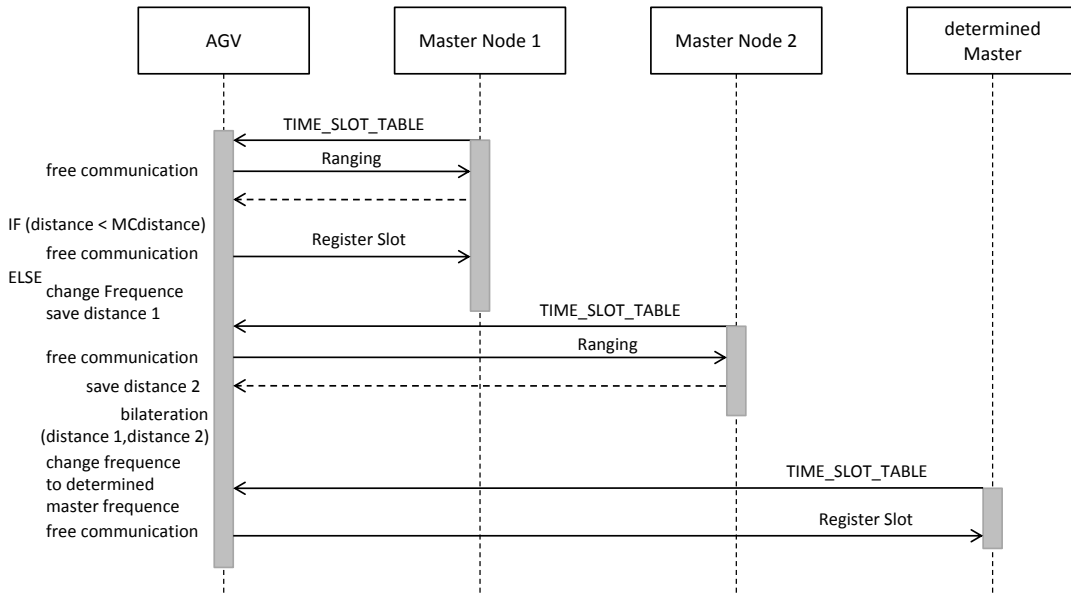 AGV
Master Node 1
Master Node 2
determined
Master
TIME_SLOT_TABLE
Ranging
free communication
IF (distance < MCdistance)
Register Slot
free communication
ELSE
change Frequence
save distance 1
TIME_SLOT_TABLE
Ranging
free communication
save distance 2
bilateration
(distance 1,distance 2)
change frequence
to determined
master frequence
TIME_SLOT_TABLE
Register Slot
free communication